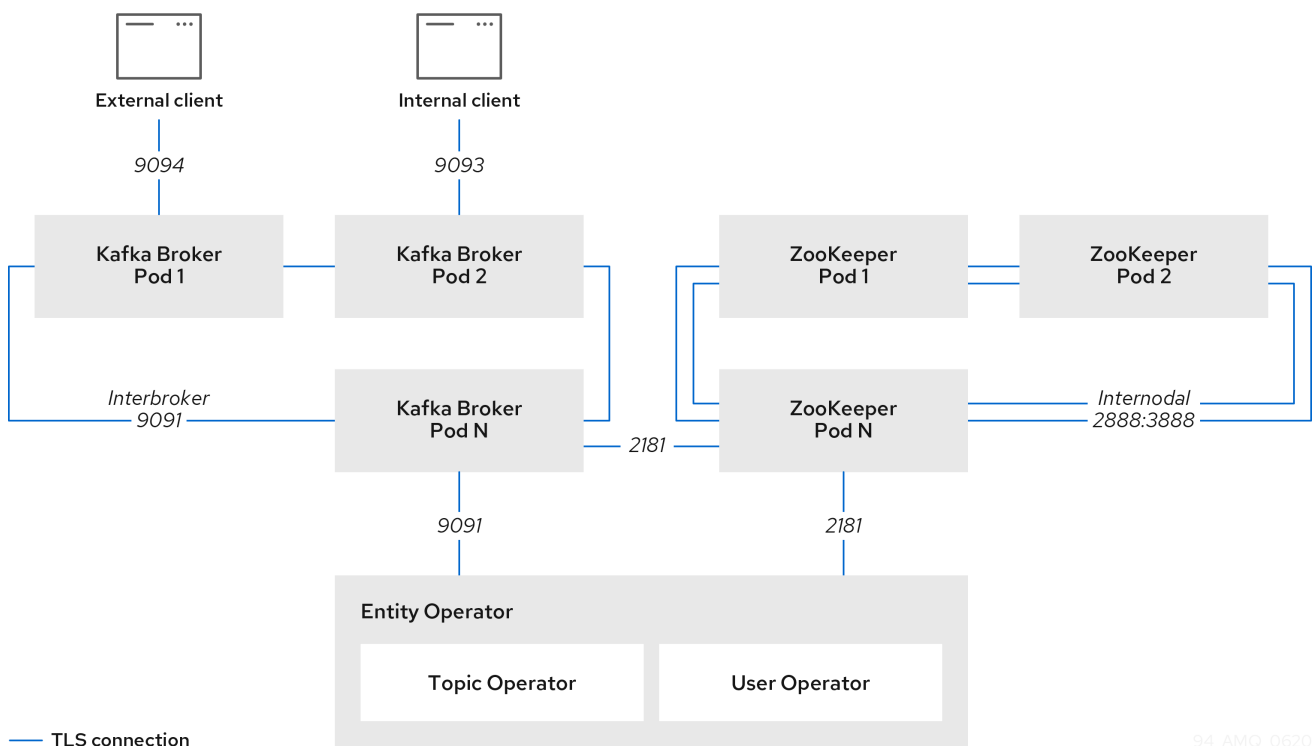 External client
Internal client
9094
9093
Kafka Broker
Pod 1
Kafka Broker
Pod 2
ZooKeeper
Pod 1
ZooKeeper
Pod 2
Interbroker
9091
Kafka Broker
Pod N
2181
ZooKeeper
Pod N
Internodal
2888:3888
9091
2181
Entity Operator
Topic Operator
User Operator
TLS connection
94_AMQ_0620